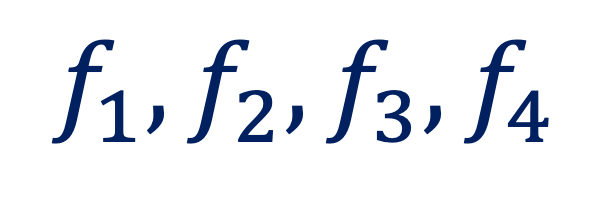 f₁, f₂, f₃, f₄